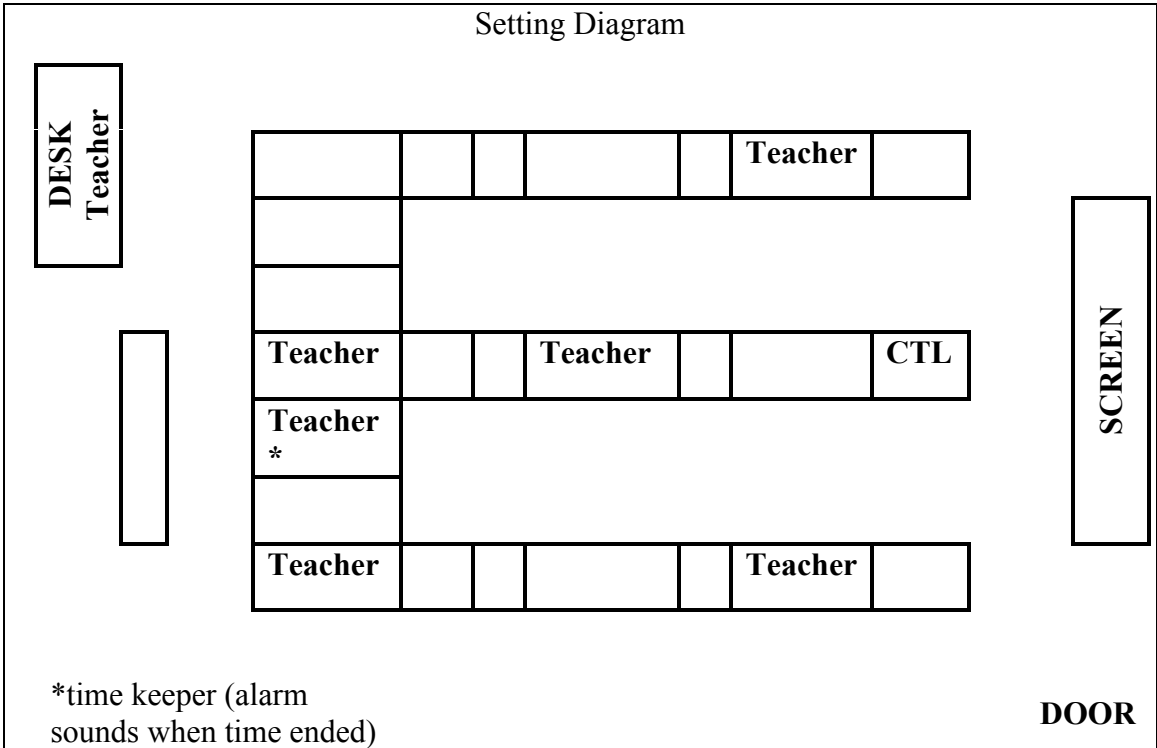 Setting Diagram
DESK
Teacher
Teacher
Teacher
Teacher
CTL
SCREEN
Teacher
*
Teacher
Teacher
*time keeper (alarm
sounds when time ended)
DOOR